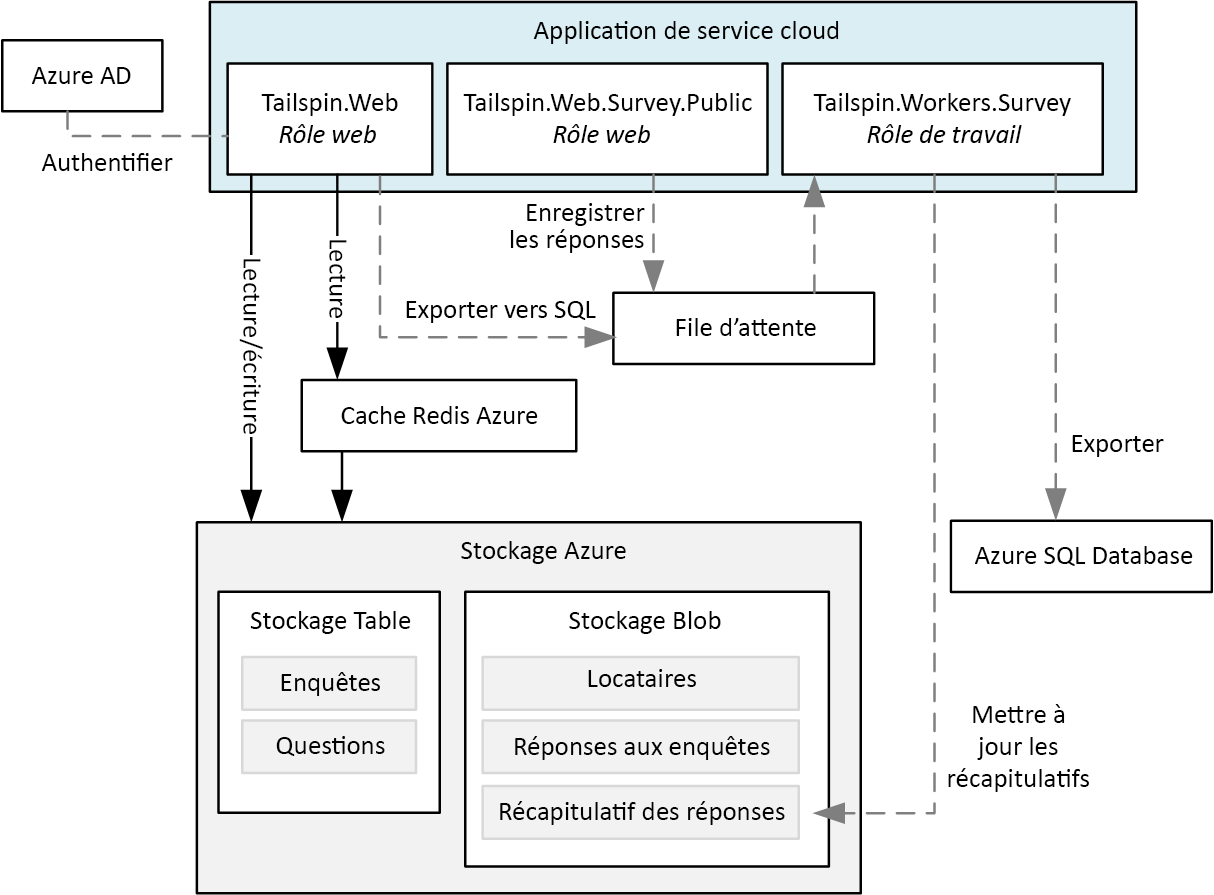 Application de service cloud
Azure AD
Tailspin.Web
Rôle web
Tailspin.Web.Survey.Public
Rôle web
Tailspin.Workers.Survey
Rôle de travail
Authentifier
Enregistrer
les réponses
Lecture
Lecture/écriture
Exporter vers SQL
File d’attente
Cache Redis Azure
Exporter
Stockage Azure
Azure SQL Database
Stockage Table
Enquêtes
Questions
Stockage Blob
Locataires
Réponses aux enquêtes
Récapitulatif des réponses
Mettre à
jour les
récapitulatifs